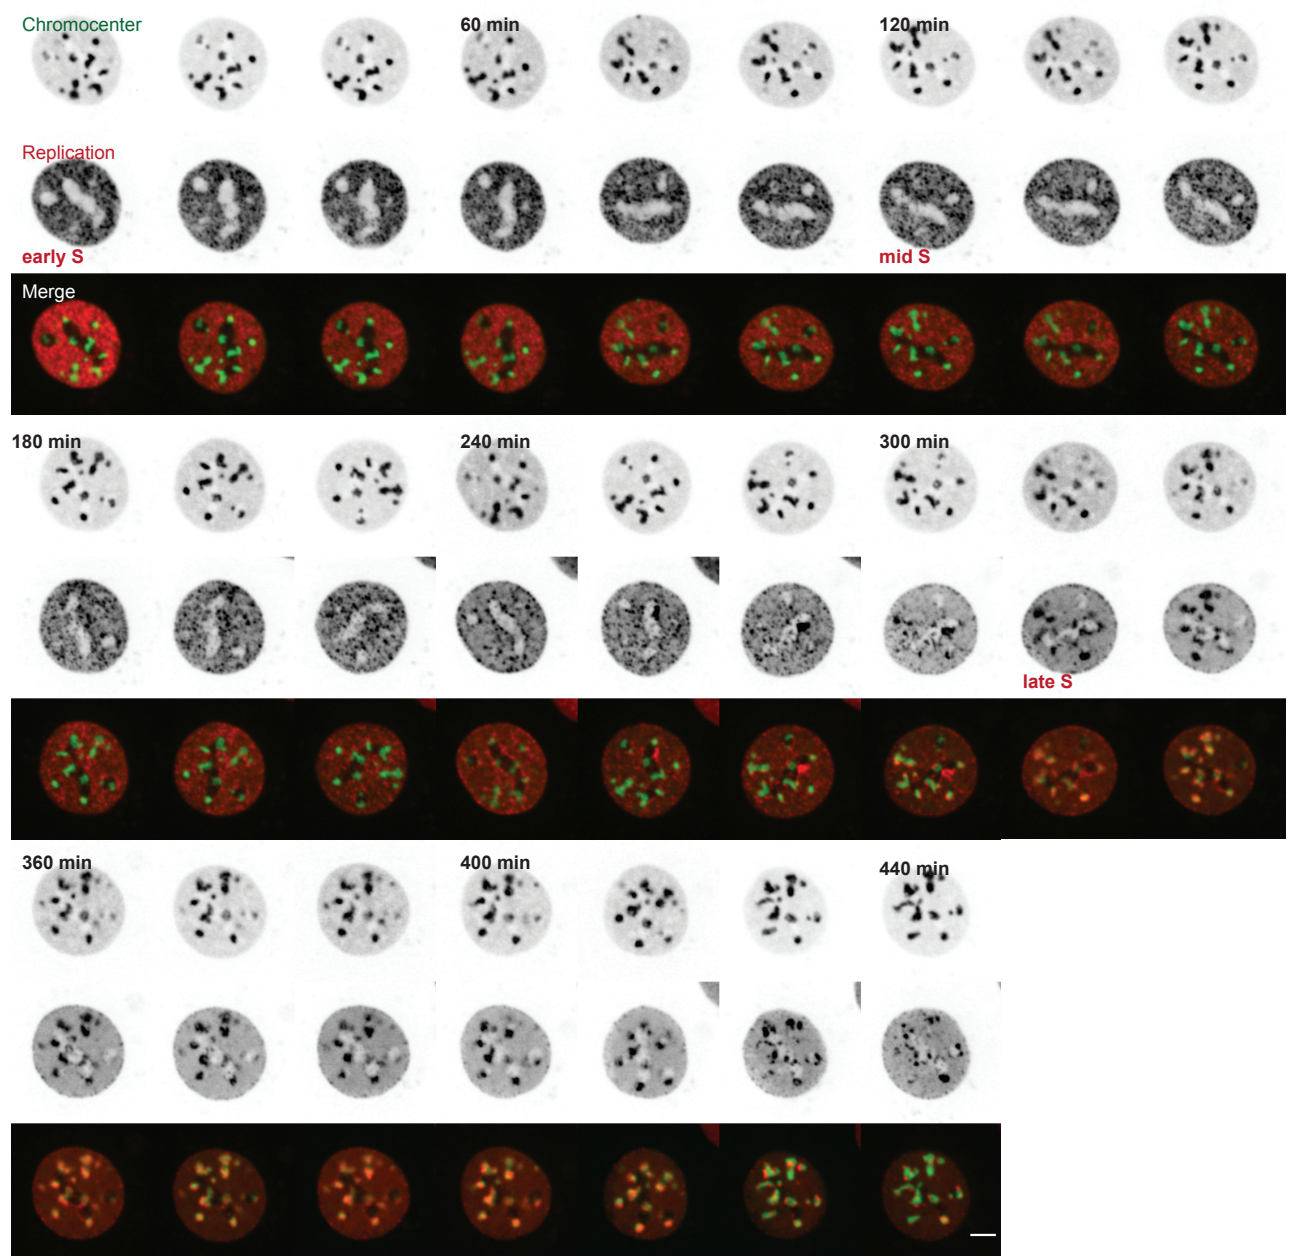 Chromocenter
60 min
120 min
Replication
early S
mid S
Merge
180 min
240 min
300 min
late S
360 min
400 min
440 min